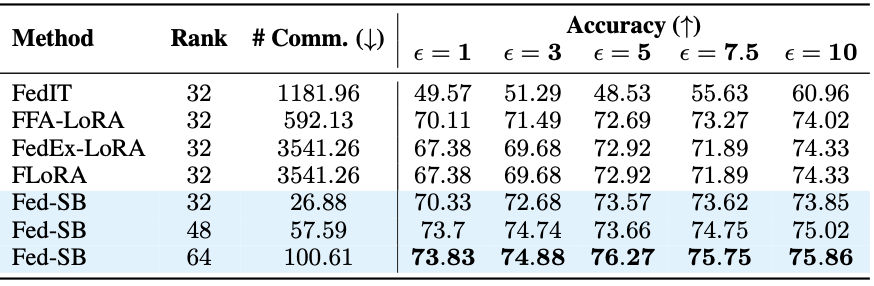 Method Rank # Comm. (↓) Accuracy (↑)
ϵ = 1 ϵ = 3 ϵ = 5 ϵ = 7.5 ϵ = 10
FedIT 32 1181.96 49.57 51.29 48.53 55.63 60.96
FFA-LoRA 32 592.13 70.11 71.49 72.69 73.27 74.02
FedEx-LoRA 32 3541.26 67.38 69.68 72.92 71.89 74.33
FLoRA 32 3541.26 67.38 69.68 72.92 71.89 74.33
Fed-SB 32 26.88 70.33 72.68 73.57 73.62 73.85
Fed-SB 48 57.59 73.7 74.74 73.66 74.75 75.02
Fed-SB 64 100.61 73.83 74.88 76.27 75.75 75.86